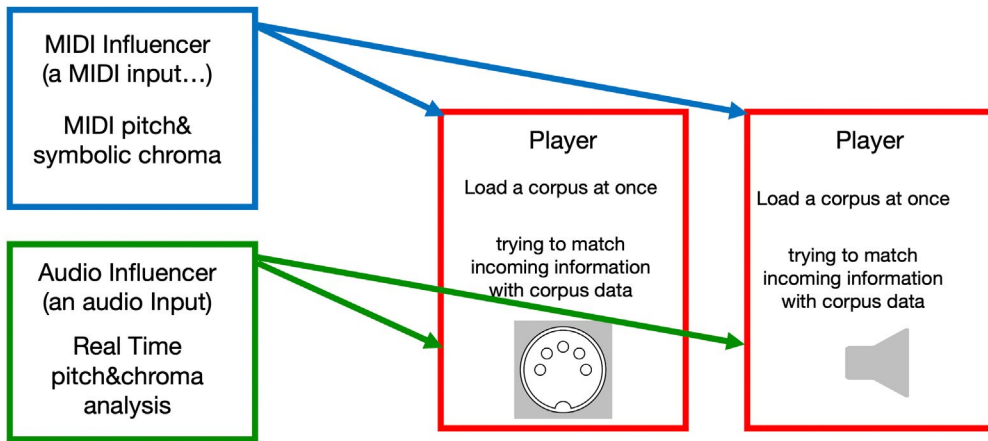 MIDI Influencer
(a MIDI input…)
MIDI pitch&
symbolic chroma
Audio Influencer
(an audio Input)
Real Time
pitch&chroma
analysis
Player
Load a corpus at once
trying to match
incoming information
with corpus data
Player
Load a corpus at once
trying to match
incoming information
with corpus data